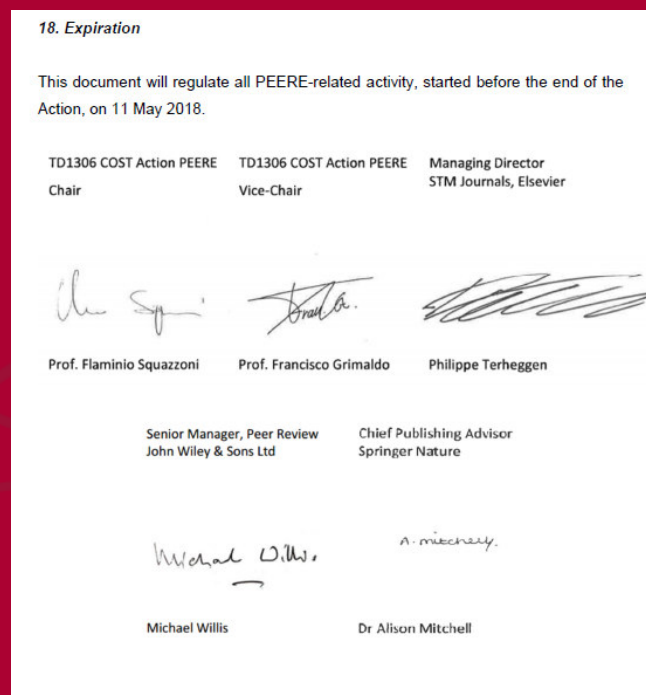 18. Expiration
This document will regulate all PEERE-related activity, started before the end of the
Action, on 11 May 2018.
TD1306 COST Action PEERE
Chair
TD1306 COST Action PEERE
Vice-Chair
Managing Director
STM Journals, Elsevier
Prof. Flaminio Squazzoni
Prof. Francisco Grimaldo
Philippe Terheggen
Senior Manager, Peer Review
John Wiley & Sons Ltd
Chief Publishing Advisor
Springer Nature
Michael Willis
Dr Alison Mitchell